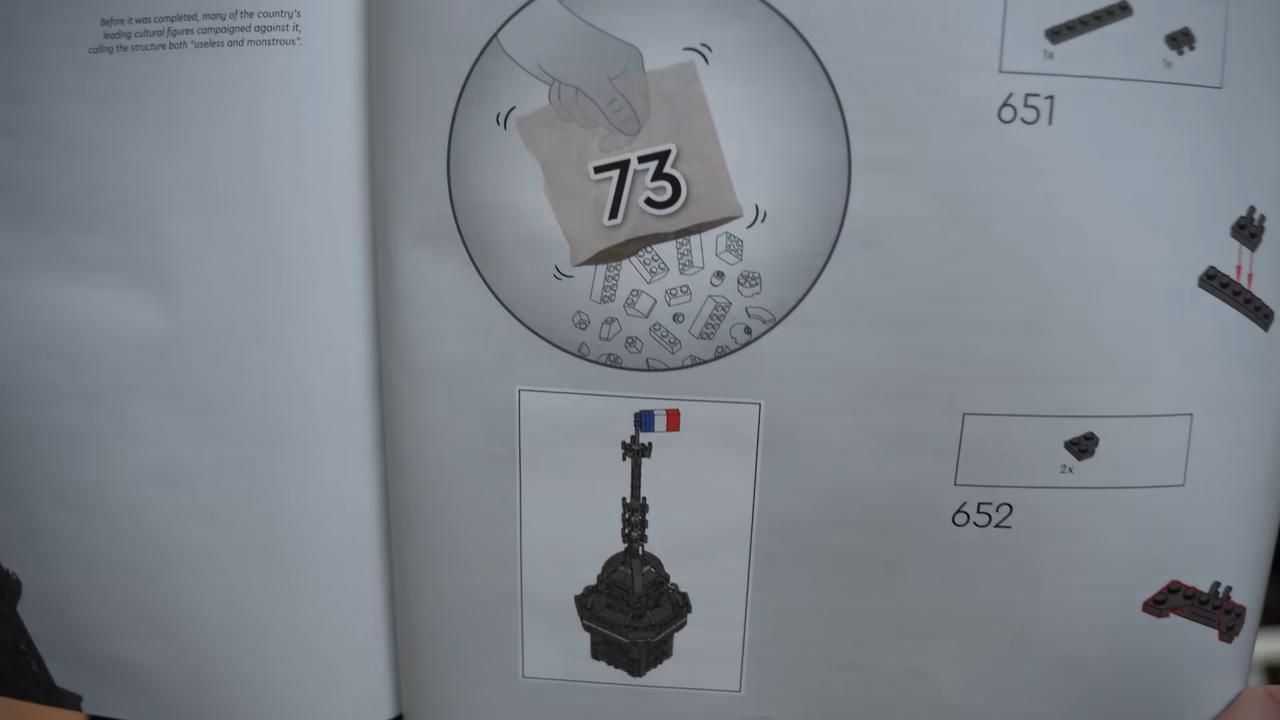 Before it was completed, many of the country's
leading cultural figures campaigned against it,
calling the structure both "useless and monstrous".
73
1x
1x
651
2x
652